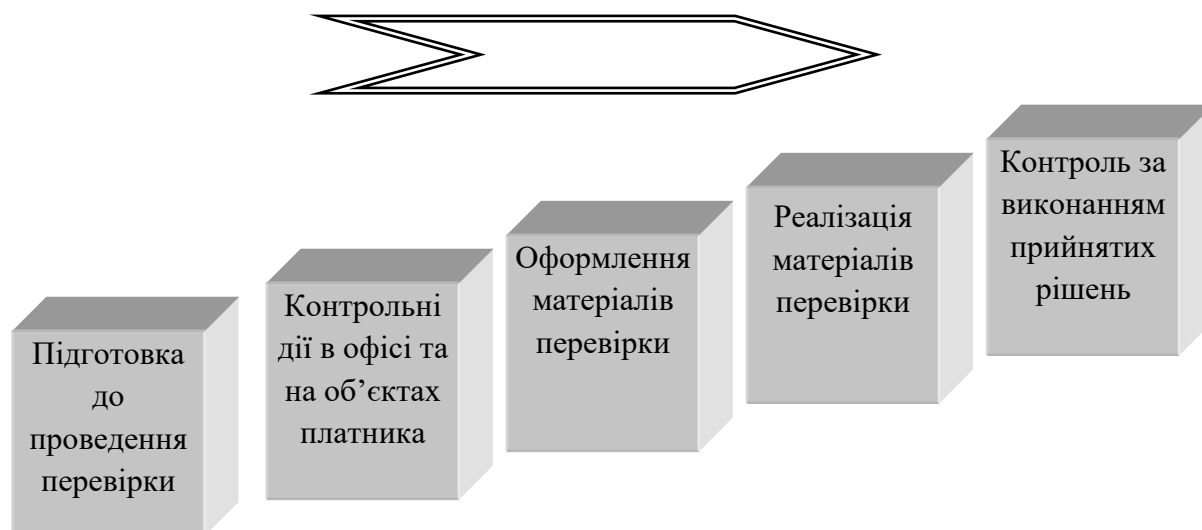 Підготовка
до
проведення
перевірки
Контрольні
дії в офісі та
на об’єктах
платника
Оформлення
матеріалів
перевірки
Реалізація
матеріалів
перевірки
Контроль за
виконанням
прийнятих
рішень